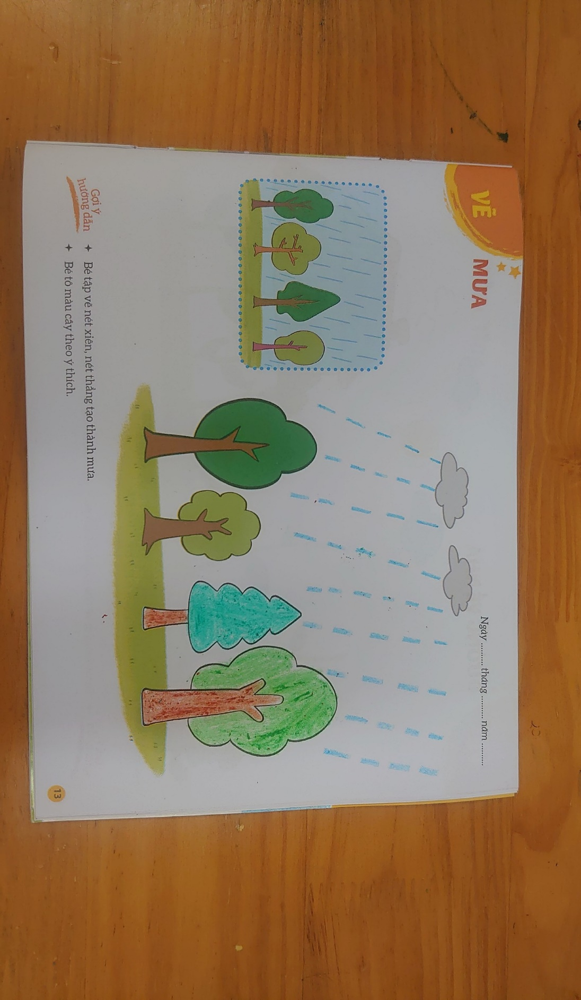 VẼ
MƯA
Ngày .......... tháng .......... năm ..........
Gợi ý
hướng dẫn
Bé tập vẽ nét xiên, nét thẳng tạo thành mưa.
Bé tô màu cây theo ý thích.
13